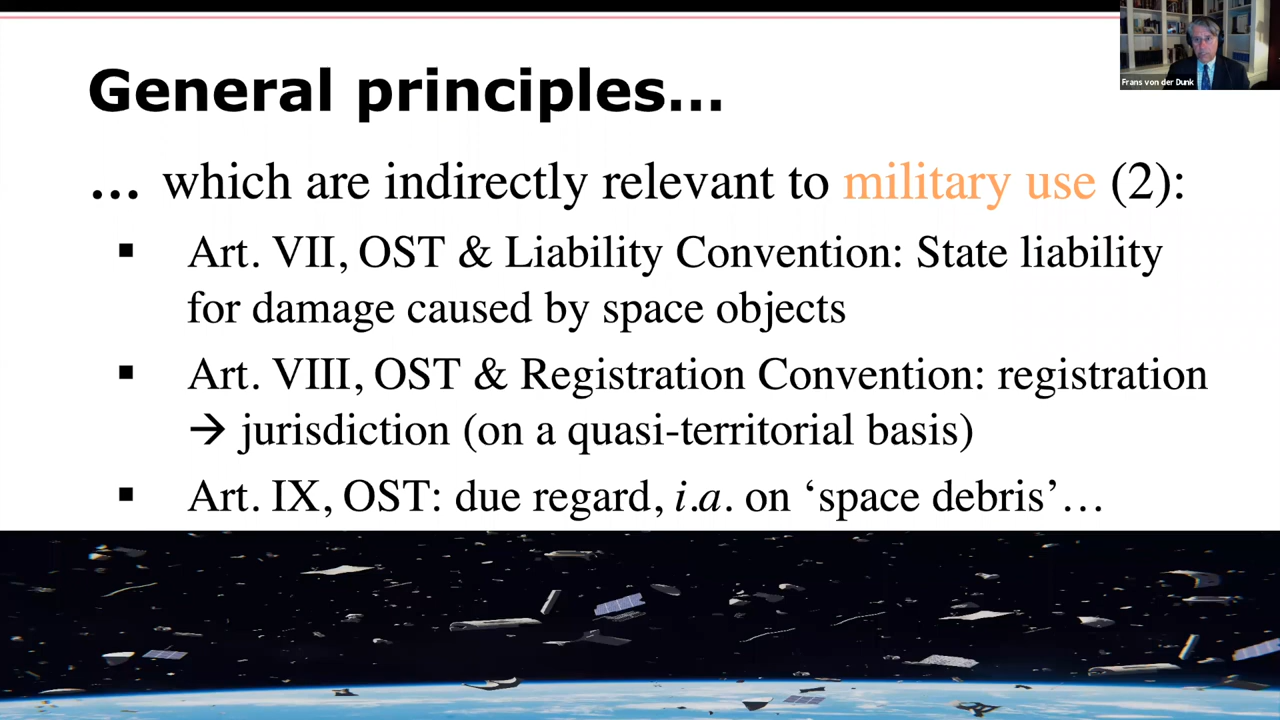 General principles...
Frans von der Dunk
... which are indirectly relevant to military use (2):
▪ Art. VII, OST & Liability Convention: State liability
for damage caused by space objects
▪ Art. VIII, OST & Registration Convention: registration
→ jurisdiction (on a quasi-territorial basis)
▪ Art. IX, OST: due regard, i.a. on ‘space debris’…